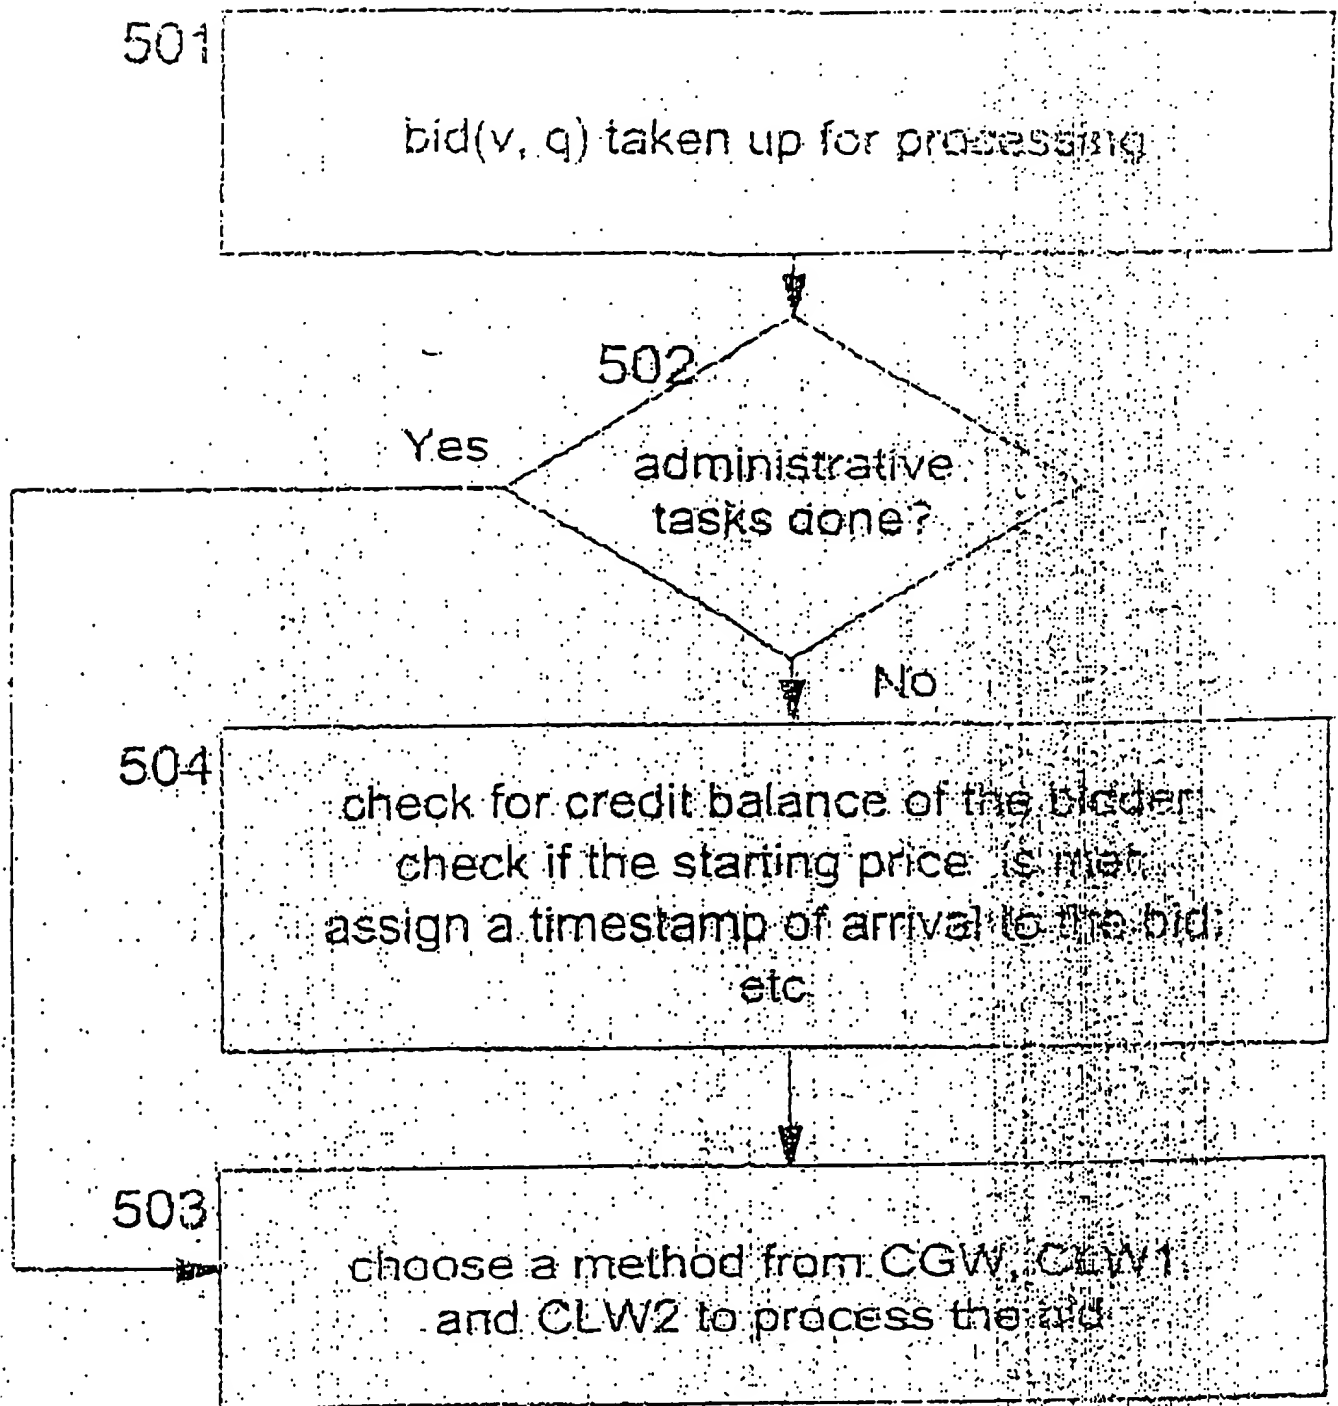 501
bid(v, q) taken up for processing
502
Yes
administrative
tasks done?
No
504
check for credit balance of the bidder
check if the starting price is met
assign a timestamp of arrival to the bid
etc
503
choose a method from CGW, CLW1
and CLW2 to process the bid